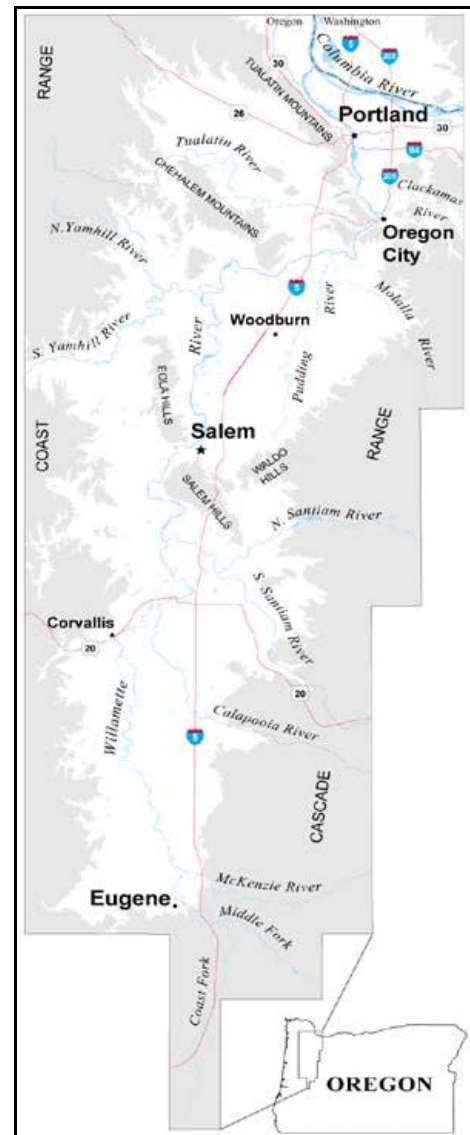 Oregon
Washington
5
205
Columbia River
RANGE
30
TUALATIN MOUNTAINS
Portland
26
30
84
Tualatin River
205
Clackamas
River
CHEHALEM MOUNTAINS
Oregon
City
N. Yamhill River
5
River
Molalla
River
Woodburn
River
Pudding
S. Yamhill River
EOLA HILLS
Salem
WALDO
HILLS
RANGE
COAST
SALEM HILLS
N. Santiam River
S. Santiam River
Corvallis
20
20
Willamette
Calapooia River
5
CASCADE
McKenzie River
Eugene
Middle Fork
Coast Fork
OREGON